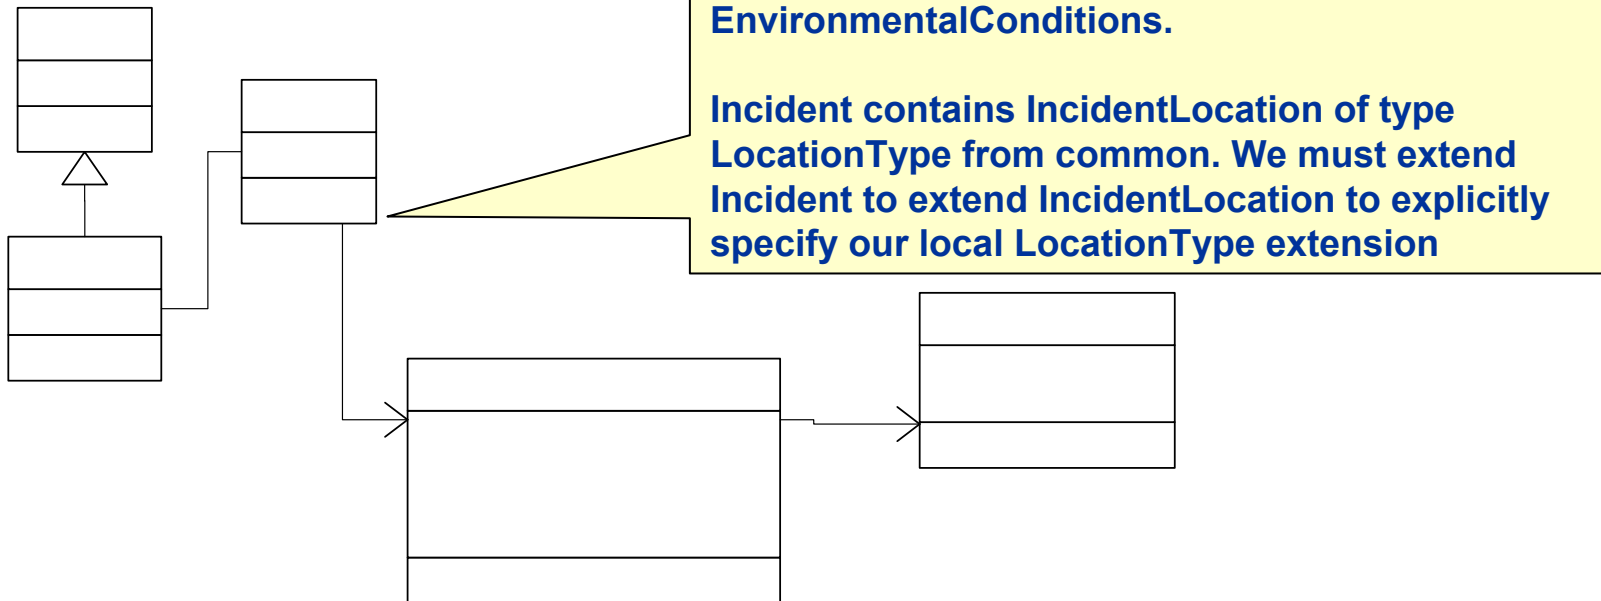 EnvironmentalConditions.
Incident contains IncidentLocation of type
LocationType from common. We must extend
Incident to extend IncidentLocation to explicitly
specify our local LocationType extension